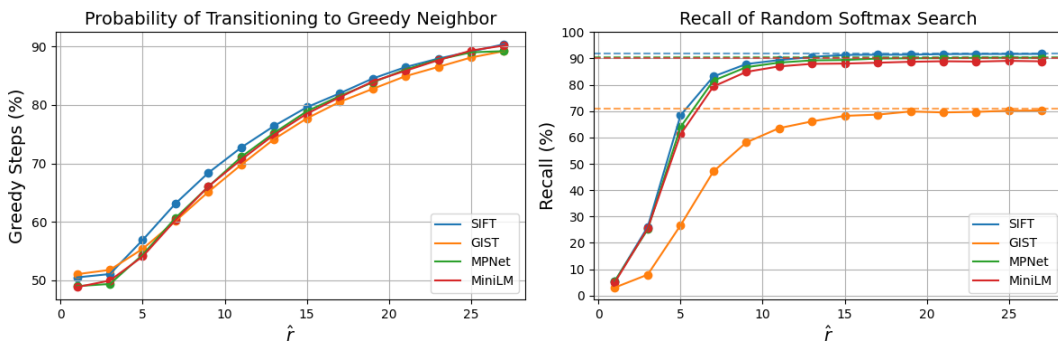 Probability of Transitioning to Greedy Neighbor
Greedy Steps (%)
90
80
70
60
50
0
5
10
15
20
25
r̂
SIFT
GIST
MPNet
MiniLM
Recall of Random Softmax Search
Recall (%)
100
90
80
70
60
50
40
30
20
10
0
0
5
10
15
20
25
r̂
SIFT
GIST
MPNet
MiniLM